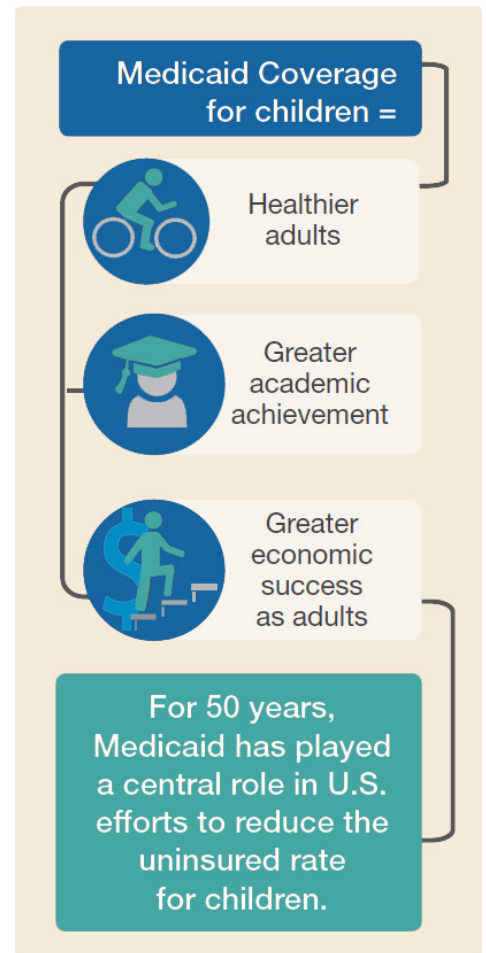 Medicaid Coverage
for children =
Healthier
adults
Greater
academic
achievement
Greater
economic
success
as adults
For 50 years,
Medicaid has played
a central role in U.S.
efforts to reduce the
uninsured rate
for children.